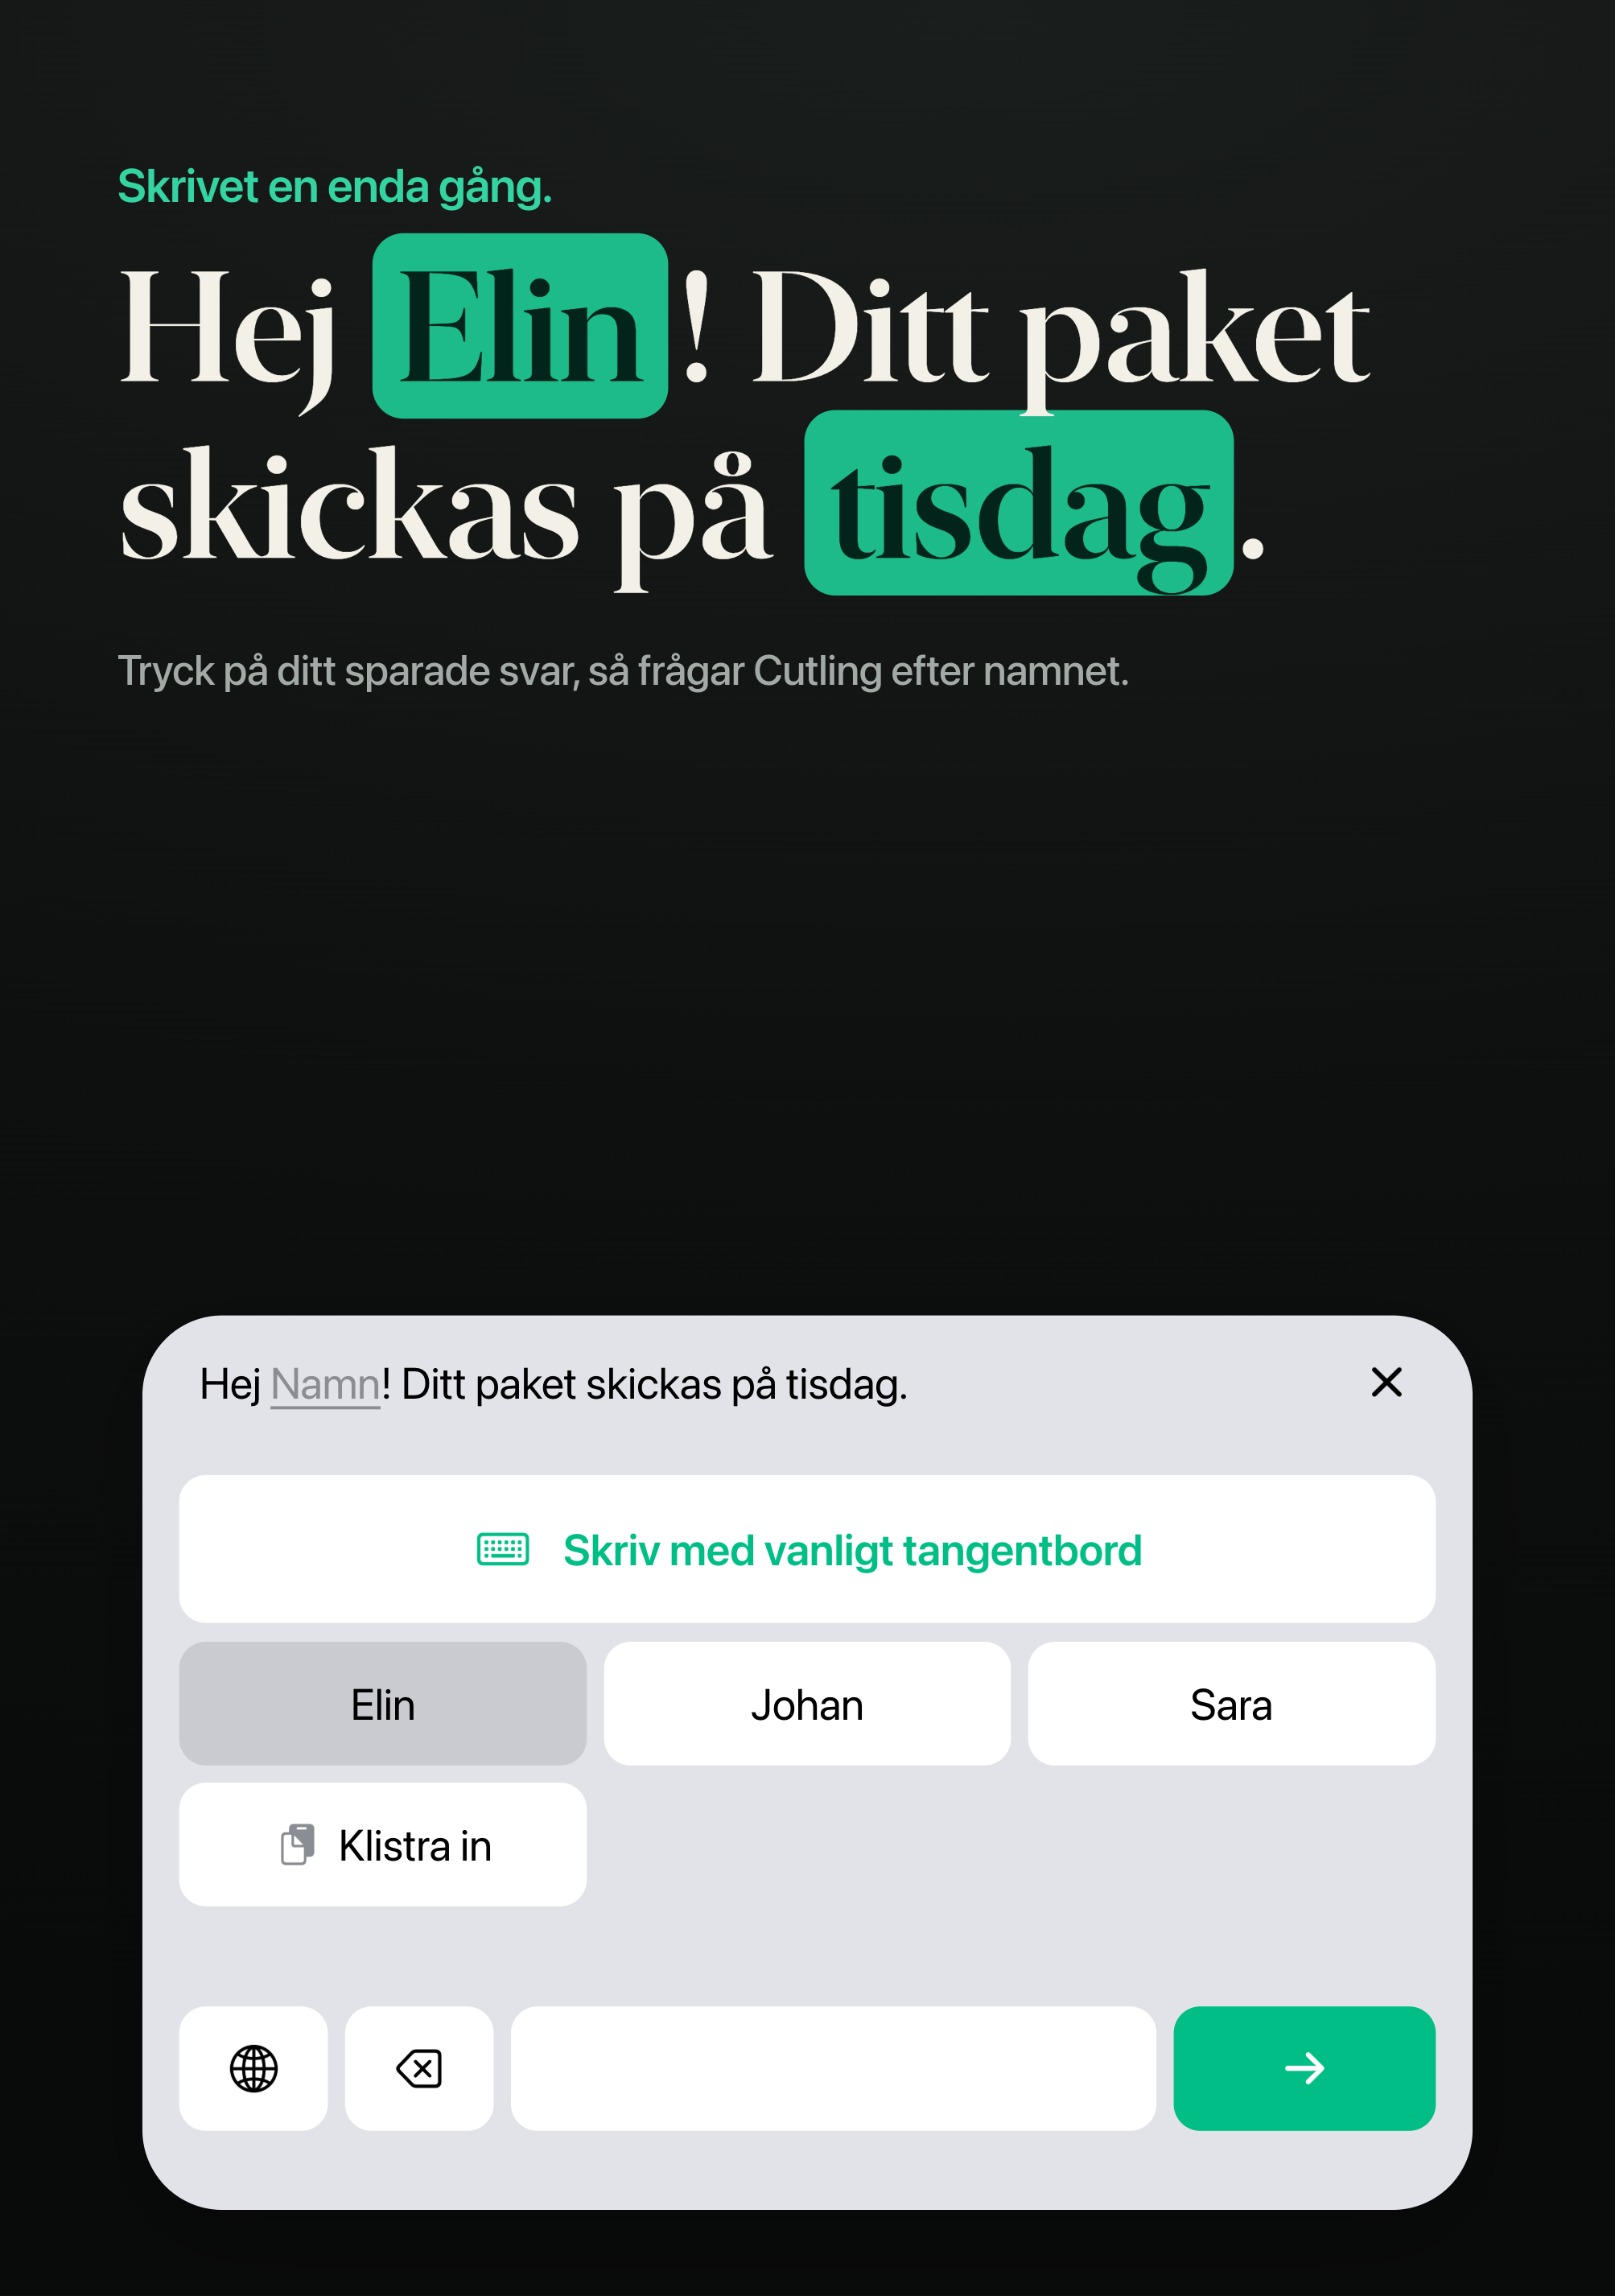 Skrivet en enda gång.
Hej Elin! Ditt paket
skickas på tisdag.
Tryck på ditt sparade svar, så frågar Cutling efter namnet.
Hej Namn! Ditt paket skickas på tisdag.
Skriv med vanligt tangentbord
Elin Johan Sara
Klistra in